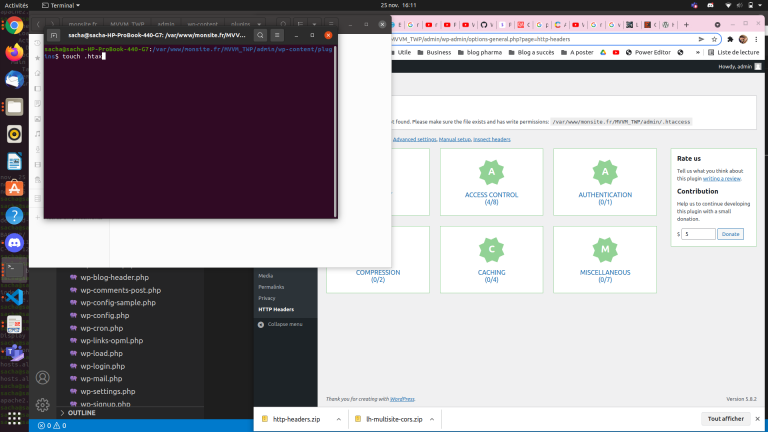 Activités
Terminal
25 nov. 16:11
sacha@sacha-HP-ProBook-440-G7: /var/www/monsite.fr/MVV...
sacha@sacha-HP-ProBook-440-G7:/var/www/monsite.fr/MVVM_TWP/admin/wp-content/plug
ins$ touch .htax
MVVM_TWP/admin/wp-admin/options-general.php?page=http-headers
Utile
Business
blog pharma
Blog a succès
A poster
Power Editor
Liste de lecture
Howdy, admin
t found. Please make sure the file exists and has write permissions: /var/www/monsite.fr/MVVM_TWP/admin/.htaccess
Advanced settings, Manual setup, Inspect headers
A
ACCESS CONTROL
(4/8)
A
AUTHENTICATION
(0/1)
COMPRESSION
(0/2)
C
CACHING
(0/4)
M
MISCELLANEOUS
(0/7)
Rate us
Tell us what you think about
this plugin writing a review.
Contribution
Help us to continue developing
this plugin with a small
donation.
$ 5 Donate
Media
Permalinks
Privacy
HTTP Headers
Collapse menu
wp-blog-header.php
wp-comments-post.php
wp-config-sample.php
wp-config.php
wp-cron.php
wp-links-opml.php
wp-load.php
wp-login.php
wp-mail.php
wp-settings.php
wp-signup.php
OUTLINE
0 0
Thank you for creating with WordPress.
Version 5.8.2
http-headers.zip
lh-multisite-cors.zip
Tout afficher